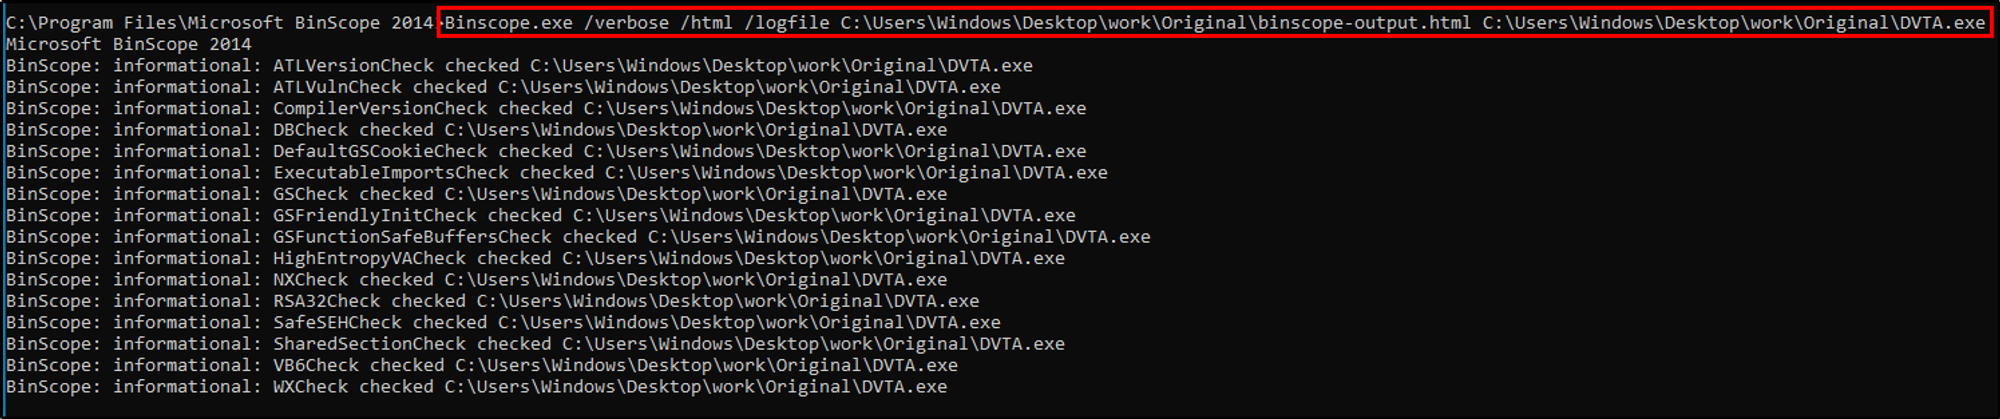 C:\Program Files\Microsoft BinScope 2014>Binscope.exe /verbose /html /logfile C:\Users\Windows\Desktop\work\Original\binscope-output.html C:\Users\Windows\Desktop\work\Original\DVTA.exe
Microsoft BinScope 2014
BinScope: informational: ATLVersionCheck checked C:\Users\Windows\Desktop\work\Original\DVTA.exe
BinScope: informational: ATLVulnCheck checked C:\Users\Windows\Desktop\work\Original\DVTA.exe
BinScope: informational: CompilerVersionCheck checked C:\Users\Windows\Desktop\work\Original\DVTA.exe
BinScope: informational: DBCheck checked C:\Users\Windows\Desktop\work\Original\DVTA.exe
BinScope: informational: DefaultGSCookieCheck checked C:\Users\Windows\Desktop\work\Original\DVTA.exe
BinScope: informational: ExecutableImportsCheck checked C:\Users\Windows\Desktop\work\Original\DVTA.exe
BinScope: informational: GSCheck checked C:\Users\Windows\Desktop\work\Original\DVTA.exe
BinScope: informational: GSFriendlyInitCheck checked C:\Users\Windows\Desktop\work\Original\DVTA.exe
BinScope: informational: GSFunctionSafeBuffersCheck checked C:\Users\Windows\Desktop\work\Original\DVTA.exe
BinScope: informational: HighEntropyVACheck checked C:\Users\Windows\Desktop\work\Original\DVTA.exe
BinScope: informational: NXCheck checked C:\Users\Windows\Desktop\work\Original\DVTA.exe
BinScope: informational: RSA32Check checked C:\Users\Windows\Desktop\work\Original\DVTA.exe
BinScope: informational: SafeSEHCheck checked C:\Users\Windows\Desktop\work\Original\DVTA.exe
BinScope: informational: SharedSectionCheck checked C:\Users\Windows\Desktop\work\Original\DVTA.exe
BinScope: informational: VB6Check checked C:\Users\Windows\Desktop\work\Original\DVTA.exe
BinScope: informational: WXCheck checked C:\Users\Windows\Desktop\work\Original\DVTA.exe